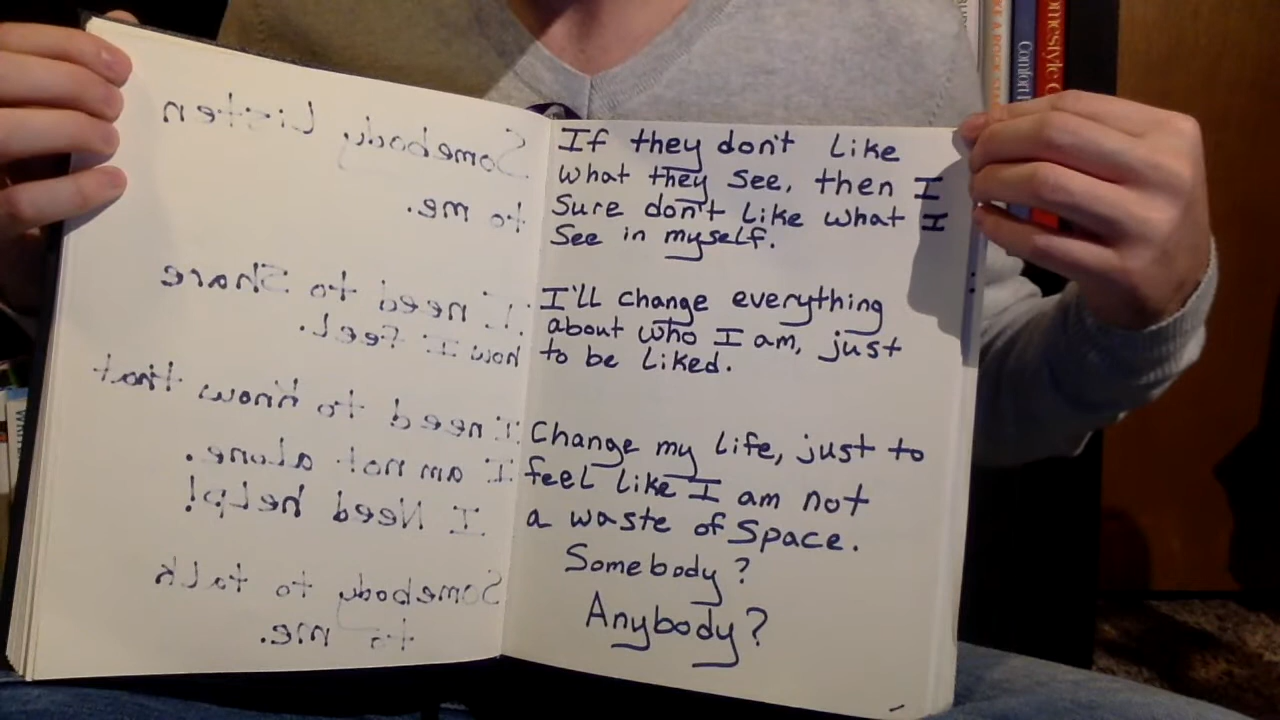 Somebody, Listen
to me.
I need to Share
how I feel.
I need to know that
I am not alone.
I Need help!
Somebody to talk
to me.
If they don't like
what they see, then I
sure don't like what I
see in myself.
I'll change everything
about who I am, just
to be liked.
Change my life, just to
feel like I am not
a waste of space.
Somebody?
Anybody?
Comfort